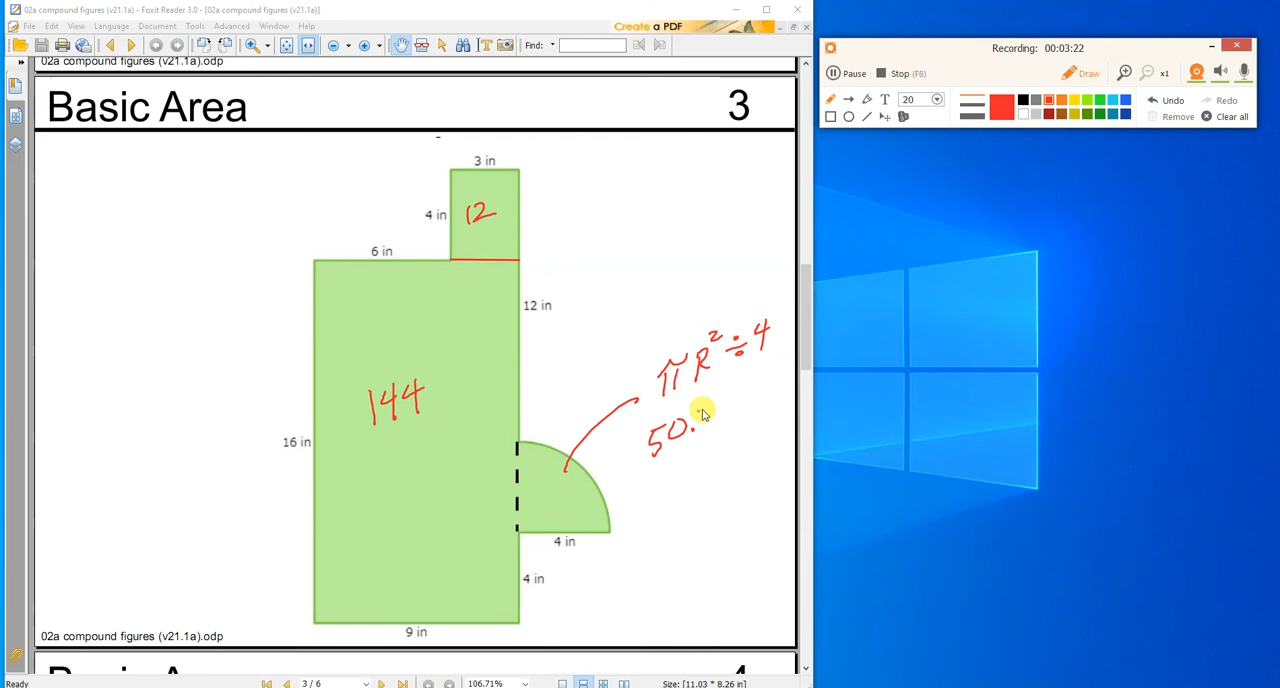 02a compound figures (v21.1a) - Foxit Reader 3.0 - [02a compound figures (v21.1a)]
File Edit View Language Document Tools Advanced Window Help
Create a PDF
Find:
Recording: 00:03:22
Pause Stop (F8) Draw x1
T 20 Undo Redo
Remove Clear all
02a compound figures (v21.1a).odp
Basic Area 3
3 in
4 in 12
6 in
12 in
πR²÷4
144
50.
16 in
4 in
4 in
9 in
02a compound figures (v21.1a).odp
Ready 3 / 6 106.71% Size: [11.03 * 8.26 in]